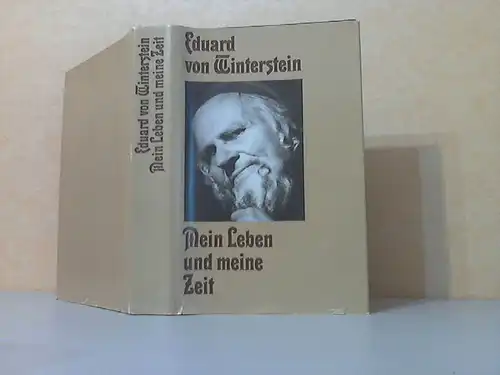 Eduard von Winterstein
Mein Leben und meine Zeit
Eduard
von Winterstein
Mein Leben
und meine
Zeit